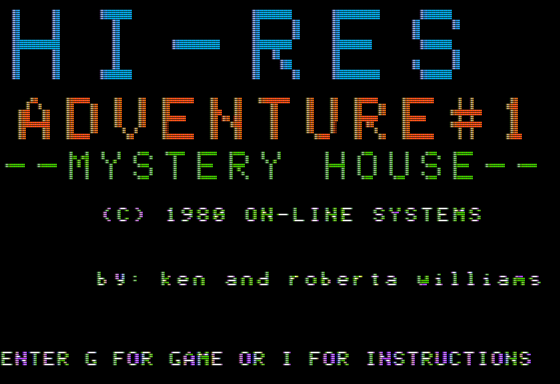 HI-RES
ADVENTURE#1
--MYSTERY HOUSE--
(C) 1980 ON-LINE SYSTEMS
by: ken and roberta williams
ENTER G FOR GAME OR I FOR INSTRUCTIONS